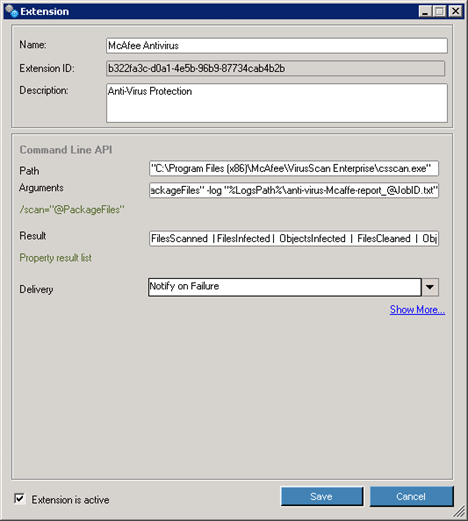 Extension
Name:
McAfee Antivirus
Extension ID:
b322fa3c-d0a1-4e5b-96b9-87734cab4b2b
Description:
Anti-Virus Protection
Command Line API
Path
"C:\Program Files (x86)\McAfee\VirusScan Enterprise\csscan.exe"
Arguments
ackageFiles" -log "%LogsPath%\anti-virus-Mcaffe-report_@JobID.txt"
/scan="@PackageFiles"
Result
FilesScanned | FilesInfected | ObjectsInfected | FilesCleaned | Obj
Property result list
Delivery
Notify on Failure
Show More...
Extension is active
Save
Cancel